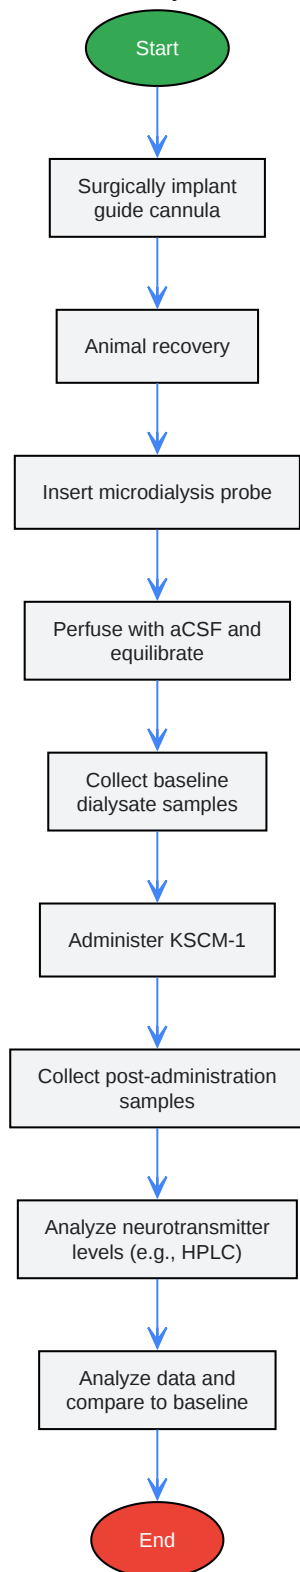 Start
Surgically implant
guide cannula
Animal recovery
Insert microdialysis probe
Perfuse with aCSF and
equilibrate
Collect baseline
dialysate samples
Administer KSCM-1
Collect post-administration
samples
Analyze neurotransmitter
levels (e.g., HPLC)
Analyze data and
compare to baseline
End